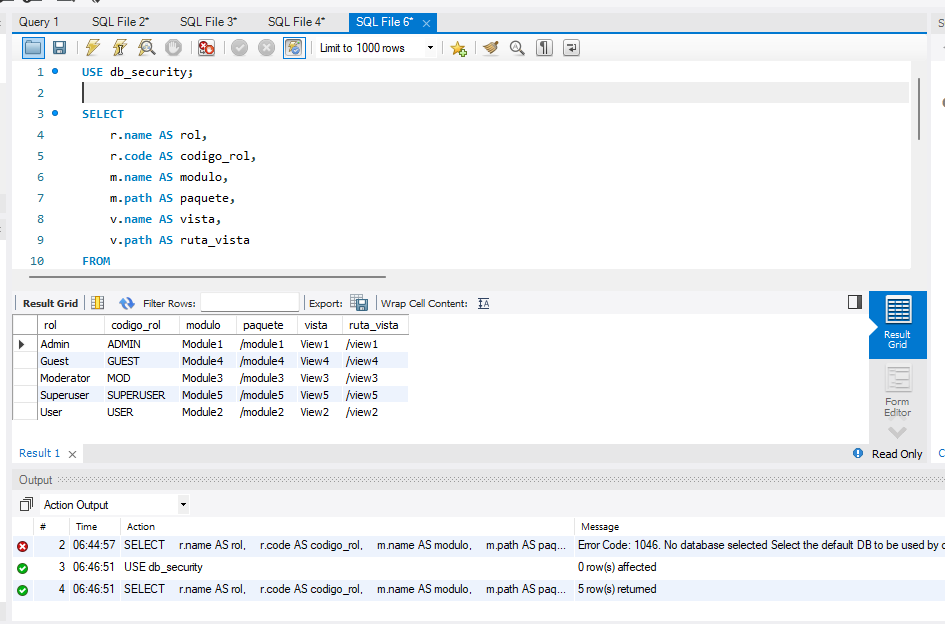 Query 1 SQL File 2* SQL File 3* SQL File 4* SQL File 6*
Limit to 1000 rows
1 USE db_security;
2
3 SELECT
4 r.name AS rol,
5 r.code AS codigo_rol,
6 m.name AS modulo,
7 m.path AS paquete,
8 v.name AS vista,
9 v.path AS ruta_vista
10 FROM
Result Grid Filter Rows: Export: Wrap Cell Content:
rol codigo_rol modulo paquete vista ruta_vista
Admin ADMIN Module1 /module1 View1 /view1
Guest GUEST Module4 /module4 View4 /view4
Moderator MOD Module3 /module3 View3 /view3
Superuser SUPERUSER Module5 /module5 View5 /view5
User USER Module2 /module2 View2 /view2
Result
Grid
Form
Editor
Result 1 Read Only
Output
Action Output
# Time Action Message
2 06:44:57 SELECT r.name AS rol, r.code AS codigo_rol, m.name AS modulo, m.path AS paq... Error Code: 1046. No database selected Select the default DB to be used by
3 06:46:51 USE db_security 0 row(s) affected
4 06:46:51 SELECT r.name AS rol, r.code AS codigo_rol, m.name AS modulo, m.path AS paq... 5 row(s) returned